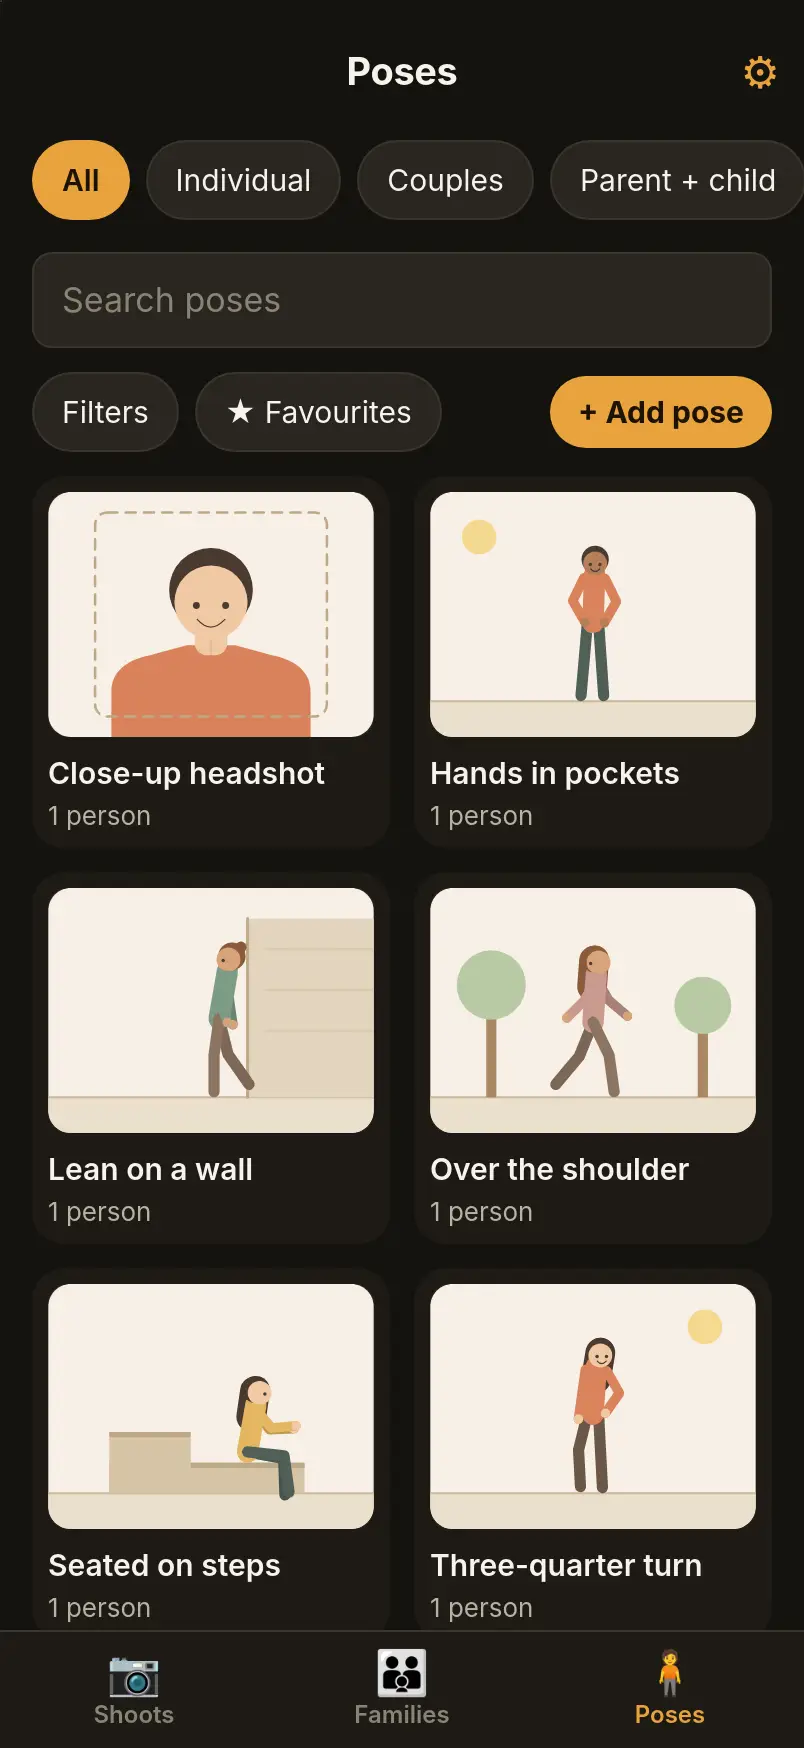 Poses
All
Individual
Couples
Parent + child
Search poses
Filters
★ Favourites
+ Add pose
Close-up headshot
1 person
Hands in pockets
1 person
Lean on a wall
1 person
Over the shoulder
1 person
Seated on steps
1 person
Three-quarter turn
1 person
Shoots
Families
Poses